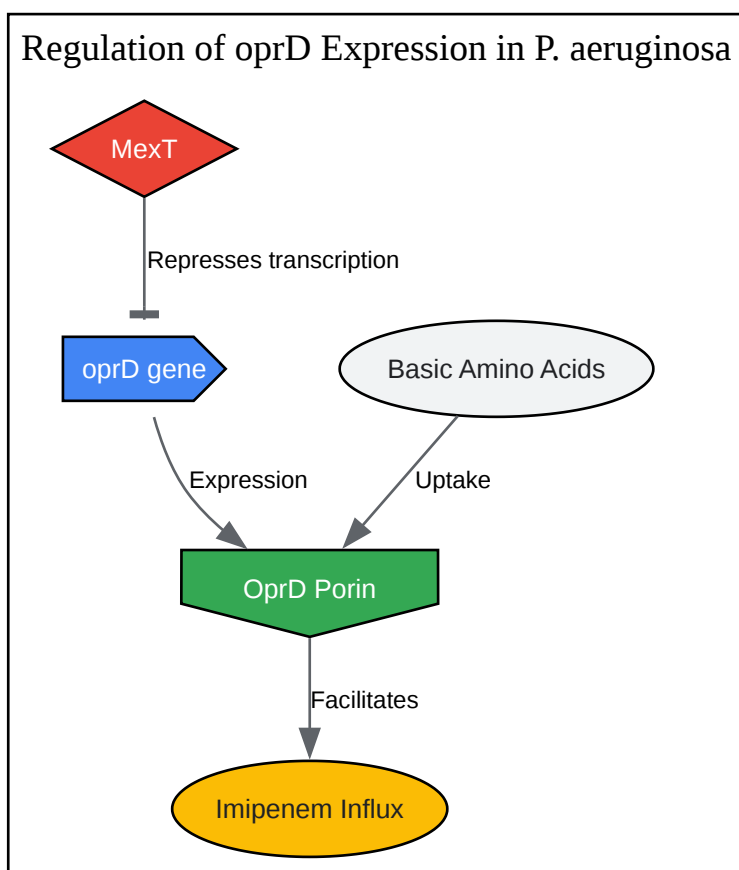 Regulation of oprD Expression in P. aeruginosa
MexT
Represses transcription
oprD gene
Basic Amino Acids
Expression
Uptake
OprD Porin
Facilitates
Imipenem Influx